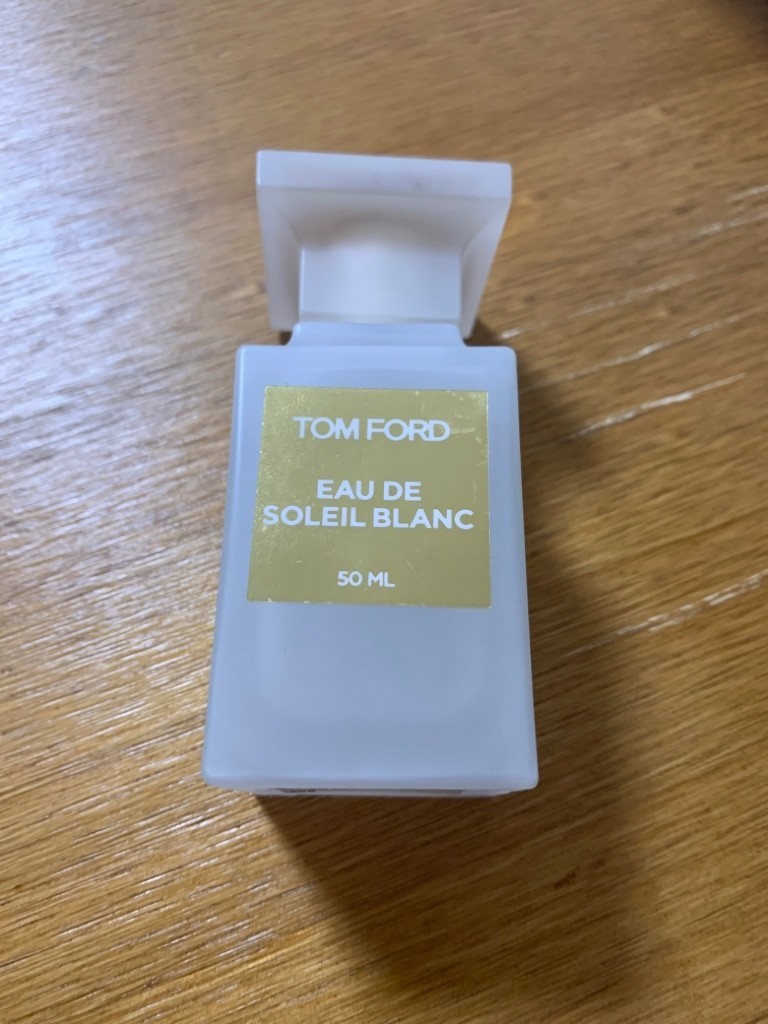 TOM FORD
EAU DE
SOLEIL BLANC
50 ML